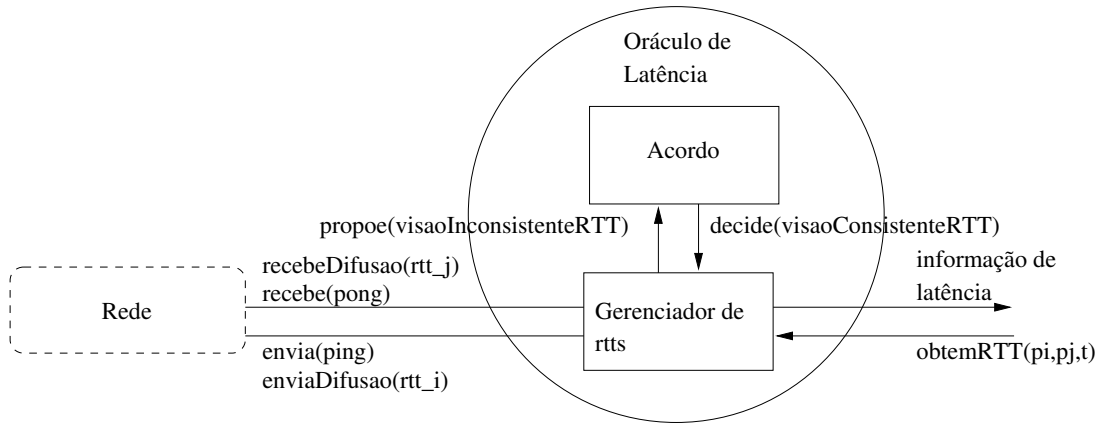 Oráculo de
Latência
Acordo
propoe(visaoInconsistenteRTT)
decide(visaoConsistenteRTT)
recebeDifusao(rtt_j)
recebe(pong)
Rede
envia(ping)
enviaDifusao(rtt_i)
Gerenciador de
rtts
informação de
latência
obtemRTT(pi,pj,t)